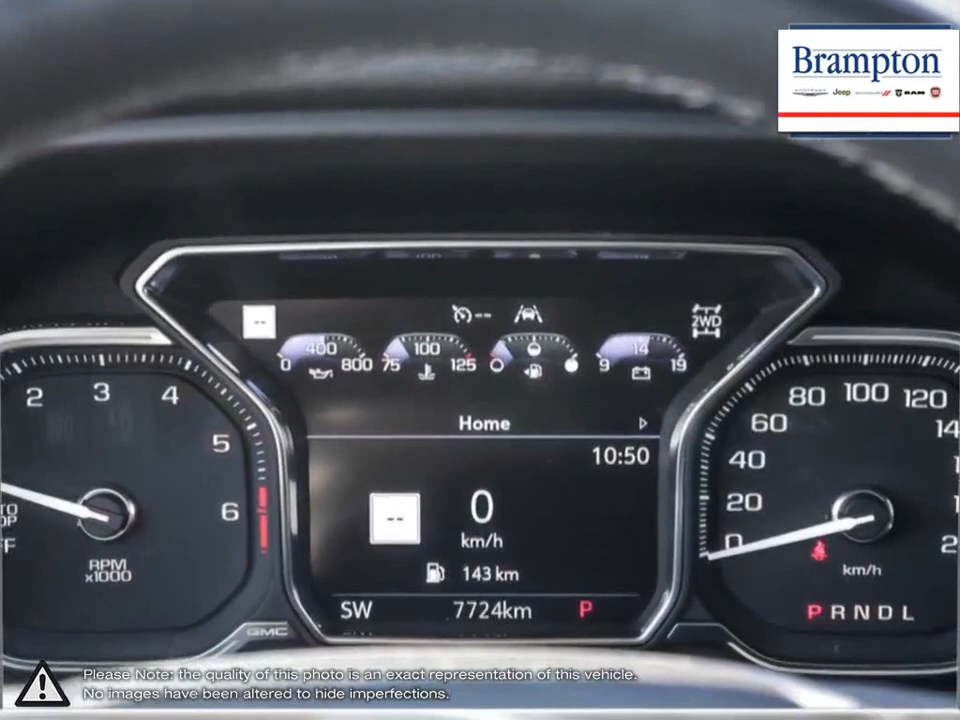 Brampton
Jeep
RAM
-- --
2WD
400 100 14
0 800 75 125 9 19
Home
10:50
2 3 4 5 6
RPM
x1000
-- 0
km/h
143 km
SW 7724km P
GMC
0 20 40 60 80 100 120
km/h
P R N D L
Please Note: the quality of this photo is an exact representation of this vehicle.
No images have been altered to hide imperfections.